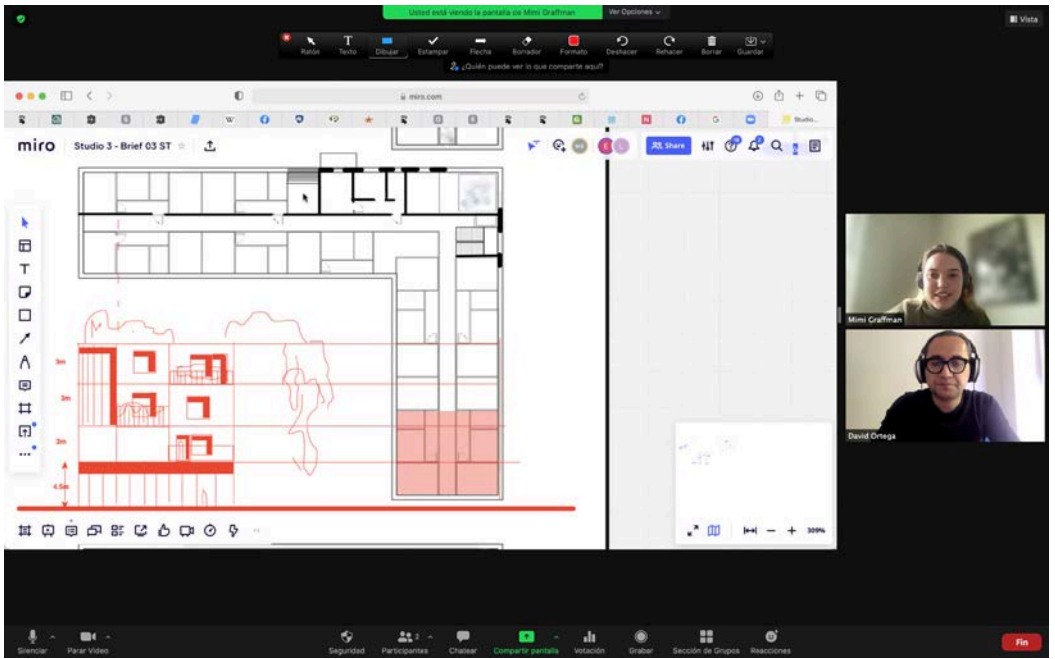 Usted está viendo la pantalla de Mimi Graffman
Ver Opciones
Vista
Ratón
Texto
Dibujar
Estampar
Flecha
Borrador
Formato
Deshacer
Rehacer
Borrar
Guardar
¿Quién puede ver lo que comparte aquí?
miro.com
Studio...
miro
Studio 3 - Brief 03 ST
Share
3m
3m
3m
4.5m
309%
Mimi Graffman
David Ortega
Silenciar
Parar Video
Seguridad
Participantes
2
Chatear
Compartir pantalla
Votación
Grabar
Sección de Grupos
Reacciones
Fin